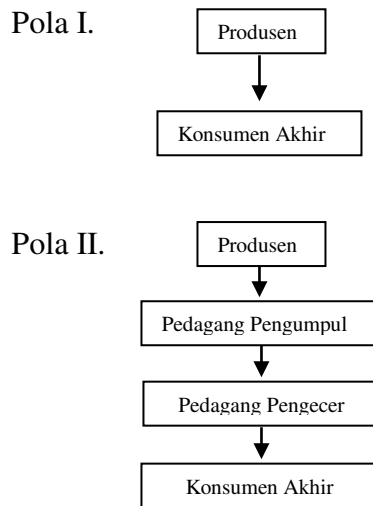 Pola I.
Produsen
Konsumen Akhir
Pola II.
Produsen
Pedagang Pengumpul
Pedagang Pengecer
Konsumen Akhir